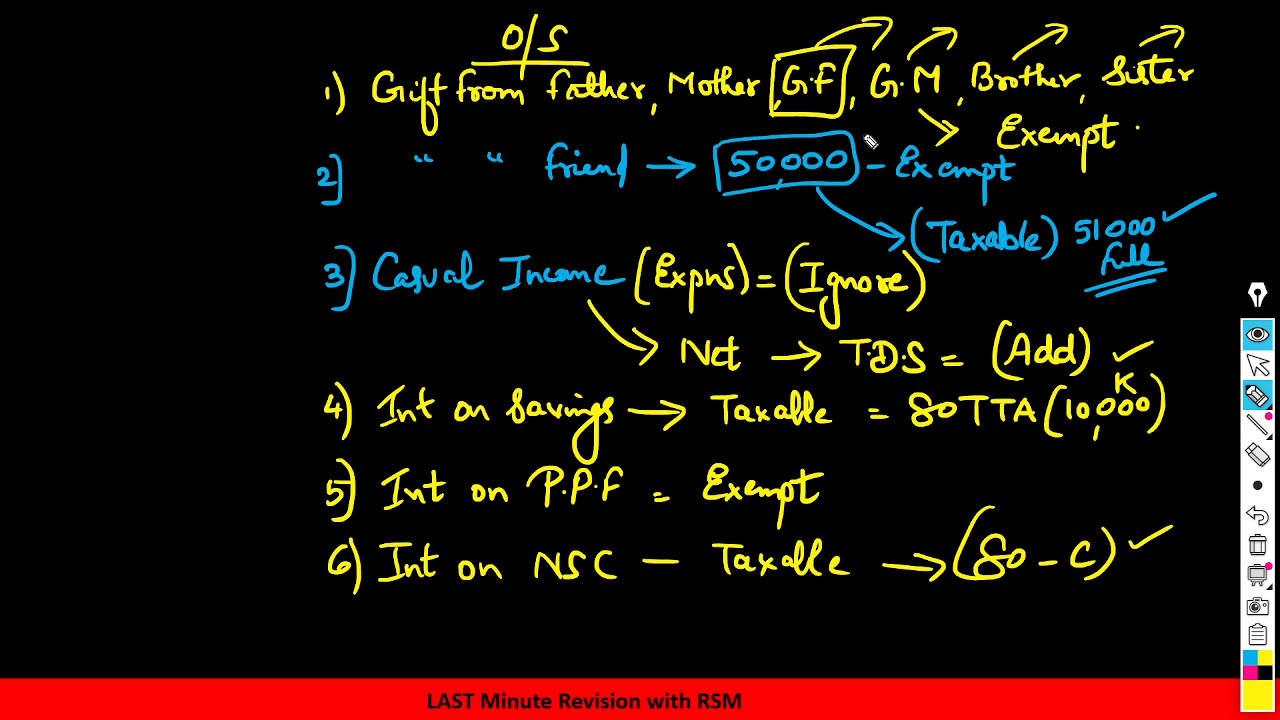 O/S
1) Gift from father, Mother, G.F, G.M, Brother, Sister
Exempt.
2) " " friend → 50,000 - Exempt
(Taxable) 51000
full
3) Casual Income (Expns) = (Ignore)
Net → T.D.S = (Add) ✓
4) Int on Savings → Taxable = 80TTA (10,000)
K
5) Int on P.P.F = Exempt
6) Int on NSC - Taxable → (80-C) ✓
LAST Minute Revision with RSM